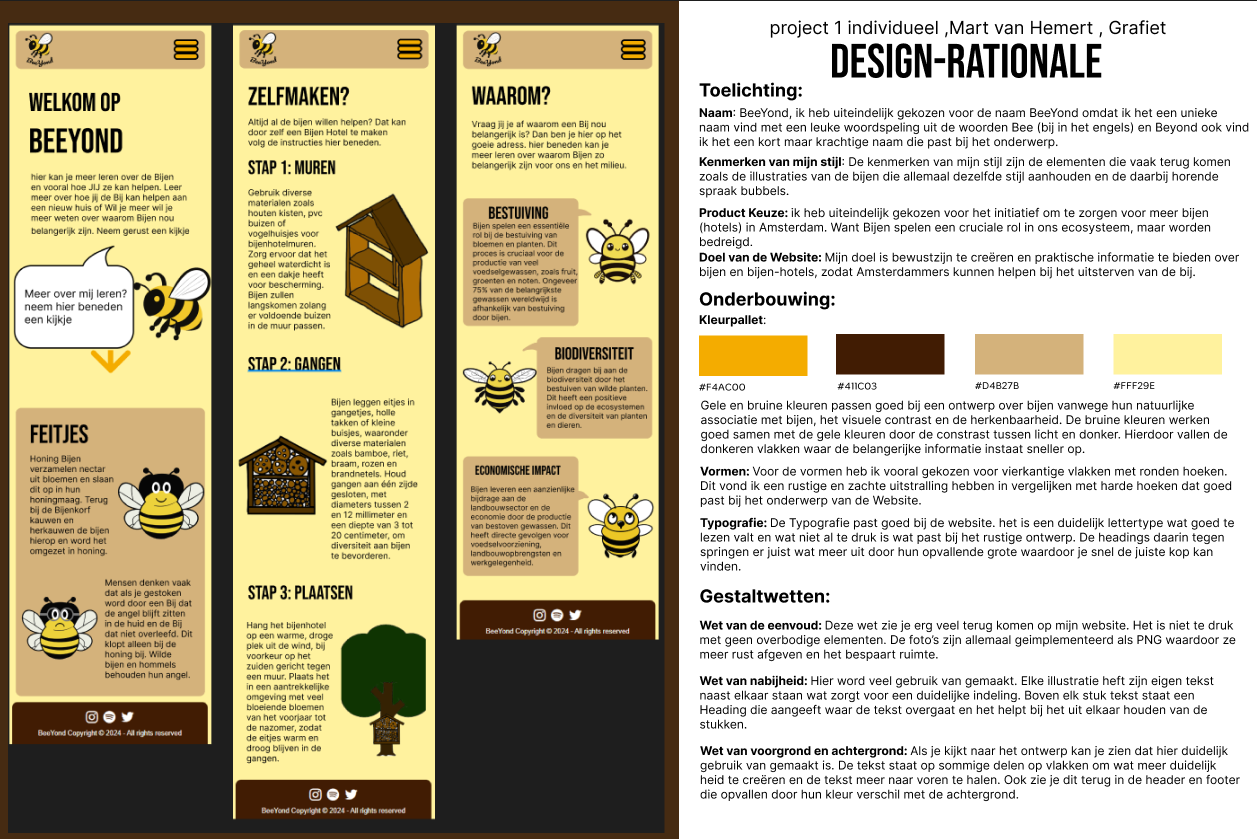 BeeYond
WELKOM OP
BEEYOND
hier kan je meer leren over de Bijen
en vooral hoe JIJ ze kan helpen. Leer
meer over hoe jij de Bij kan helpen aan
een nieuw huis of Wil je meer wil je
meer weten over waarom Bijen nou
belangrijk zijn. Neem gerust een kijkje
Meer over mij leren?
neem hier beneden
een kijkje
FEITJES
Honing Bijen
verzamelen nectar
uit bloemen en slaan
dit op in hun
honingmaag. Terug
bij de Bijenkorf
kauwen en
herkauwen de bijen
hierop en word het
omgezet in honing.
Mensen denken vaak
dat als je gestoken
word door een Bij dat
de angel blijft zitten
in de huid en de Bij
dat niet overleefd. Dit
klopt alleen bij de
honing bij. Wilde
bijen en hommels
behouden hun angel.
BeeYond Copyright © 2024 - All rights reserved
BeeYond
ZELFMAKEN?
Altijd al de bijen willen helpen? Dat kan
door zelf een Bijen Hotel te maken
volg de instructies hier beneden.
STAP 1: MUREN
Gebruik diverse
materialen zoals
houten kisten, pvc
buizen of
vogelhuisjes voor
bijenhotelmuren.
Zorg ervoor dat het
geheel waterdicht is
en een dakje heeft
voor bescherming.
Bijen zullen
langskomen zolang
er voldoende buizen
in de muur passen.
STAP 2: GANGEN
Bijen leggen eitjes in
gangetjes, holle
takken of kleine
buisjes, waaronder
diverse materialen
zoals bamboe, riet,
braam, rozen en
brandnetels. Houd
gangen aan één zijde
gesloten, met
diameters tussen 2
en 12 millimeter en
een diepte van 3 tot
20 centimeter, om
diversiteit aan bijen
te bevorderen.
STAP 3: PLAATSEN
Hang het bijenhotel
op een warme, droge
plek uit de wind, bij
voorkeur op het
zuiden gericht tegen
een muur. Plaats het
in een aantrekkelijke
omgeving met veel
bloeiende bloemen
van het voorjaar tot
de nazomer, zodat
de eitjes warm en
droog blijven in de
gangen.
BeeYond Copyright © 2024 - All rights reserved
BeeYond
WAAROM?
Vraag jij je af waarom een Bij nou
belangrijk is? Dan ben je hier op het
goeie adress. hier beneden kan je
meer leren over waarom Bijen zo
belangrijk zijn voor ons en het milieu.
BESTUIVING
Bijen spelen een essentiële
rol bij de bestuiving van
bloemen en planten. Dit
proces is cruciaal voor de
productie van veel
voedselgewassen, zoals fruit,
groenten en noten. Ongeveer
75% van de belangrijkste
gewassen wereldwijd is
afhankelijk van bestuiving
door bijen.
BIODIVERSITEIT
Bijen dragen bij aan de
biodiversiteit door het
bestuiven van wilde planten.
Dit heeft een positieve
invloed op de ecosystemen
en de diversiteit van planten
en dieren.
ECONOMISCHE IMPACT
Bijen leveren een aanzienlijke
bijdrage aan de
landbouwsector en de
economie door de productie
van bestoven gewassen. Dit
heeft directe gevolgen voor
voedselvoorziening,
landbouwopbrengsten en
werkgelegenheid.
BeeYond Copyright © 2024 - All rights reserved
project 1 individueel ,Mart van Hemert , Grafiet
DESIGN-RATIONALE
Toelichting:
Naam: BeeYond, ik heb uiteindelijk gekozen voor de naam BeeYond omdat ik het een unieke
naam vind met een leuke woordspeling uit de woorden Bee (bij in het engels) en Beyond ook vind
ik het een kort maar krachtige naam die past bij het onderwerp.
Kenmerken van mijn stijl: De kenmerken van mijn stijl zijn de elementen die vaak terug komen
zoals de illustraties van de bijen die allemaal dezelfde stijl aanhouden en de daarbij horende
spraak bubbels.
Product Keuze: ik heb uiteindelijk gekozen voor het initiatief om te zorgen voor meer bijen
(hotels) in Amsterdam. Want Bijen spelen een cruciale rol in ons ecosysteem, maar worden
bedreigd.
Doel van de Website: Mijn doel is bewustzijn te creëren en praktische informatie te bieden over
bijen en bijen-hotels, zodat Amsterdammers kunnen helpen bij het uitsterven van de bij.
Onderbouwing:
Kleurpallet:
#F4AC00
#411C03
#D4B27B
#FFF29E
Gele en bruine kleuren passen goed bij een ontwerp over bijen vanwege hun natuurlijke
associatie met bijen, het visuele contrast en de herkenbaarheid. De bruine kleuren werken
goed samen met de gele kleuren door de constrast tussen licht en donker. Hierdoor vallen de
donkeren vlakken waar de belangrijke informatie instaat sneller op.
Vormen: Voor de vormen heb ik vooral gekozen voor vierkantige vlakken met ronden hoeken.
Dit vond ik een rustige en zachte uitstralling hebben in vergelijken met harde hoeken dat goed
past bij het onderwerp van de Website.
Typografie: De Typografie past goed bij de website. het is een duidelijk lettertype wat goed te
lezen valt en wat niet al te druk is wat past bij het rustige ontwerp. De headings daarin tegen
springen er juist wat meer uit door hun opvallende grote waardoor je snel de juiste kop kan
vinden.
Gestaltwetten:
Wet van de eenvoud: Deze wet zie je erg veel terug komen op mijn website. Het is niet te druk
met geen overbodige elementen. De foto's zijn allemaal geimplementeerd als PNG waardoor ze
meer rust afgeven en het bespaart ruimte.
Wet van nabijheid: Hier word veel gebruik van gemaakt. Elke illustratie heft zijn eigen tekst
naast elkaar staan wat zorgt voor een duidelijke indeling. Boven elk stuk tekst staat een
Heading die aangeeft waar de tekst overgaat en het helpt bij het uit elkaar houden van de
stukken.
Wet van voorgrond en achtergrond: Als je kijkt naar het ontwerp kan je zien dat hier duidelijk
gebruik van gemaakt is. De tekst staat op sommige delen op vlakken om wat meer duidelijk
heid te creëren en de tekst meer naar voren te halen. Ook zie je dit terug in de header en footer
die opvallen door hun kleur verschil met de achtergrond.